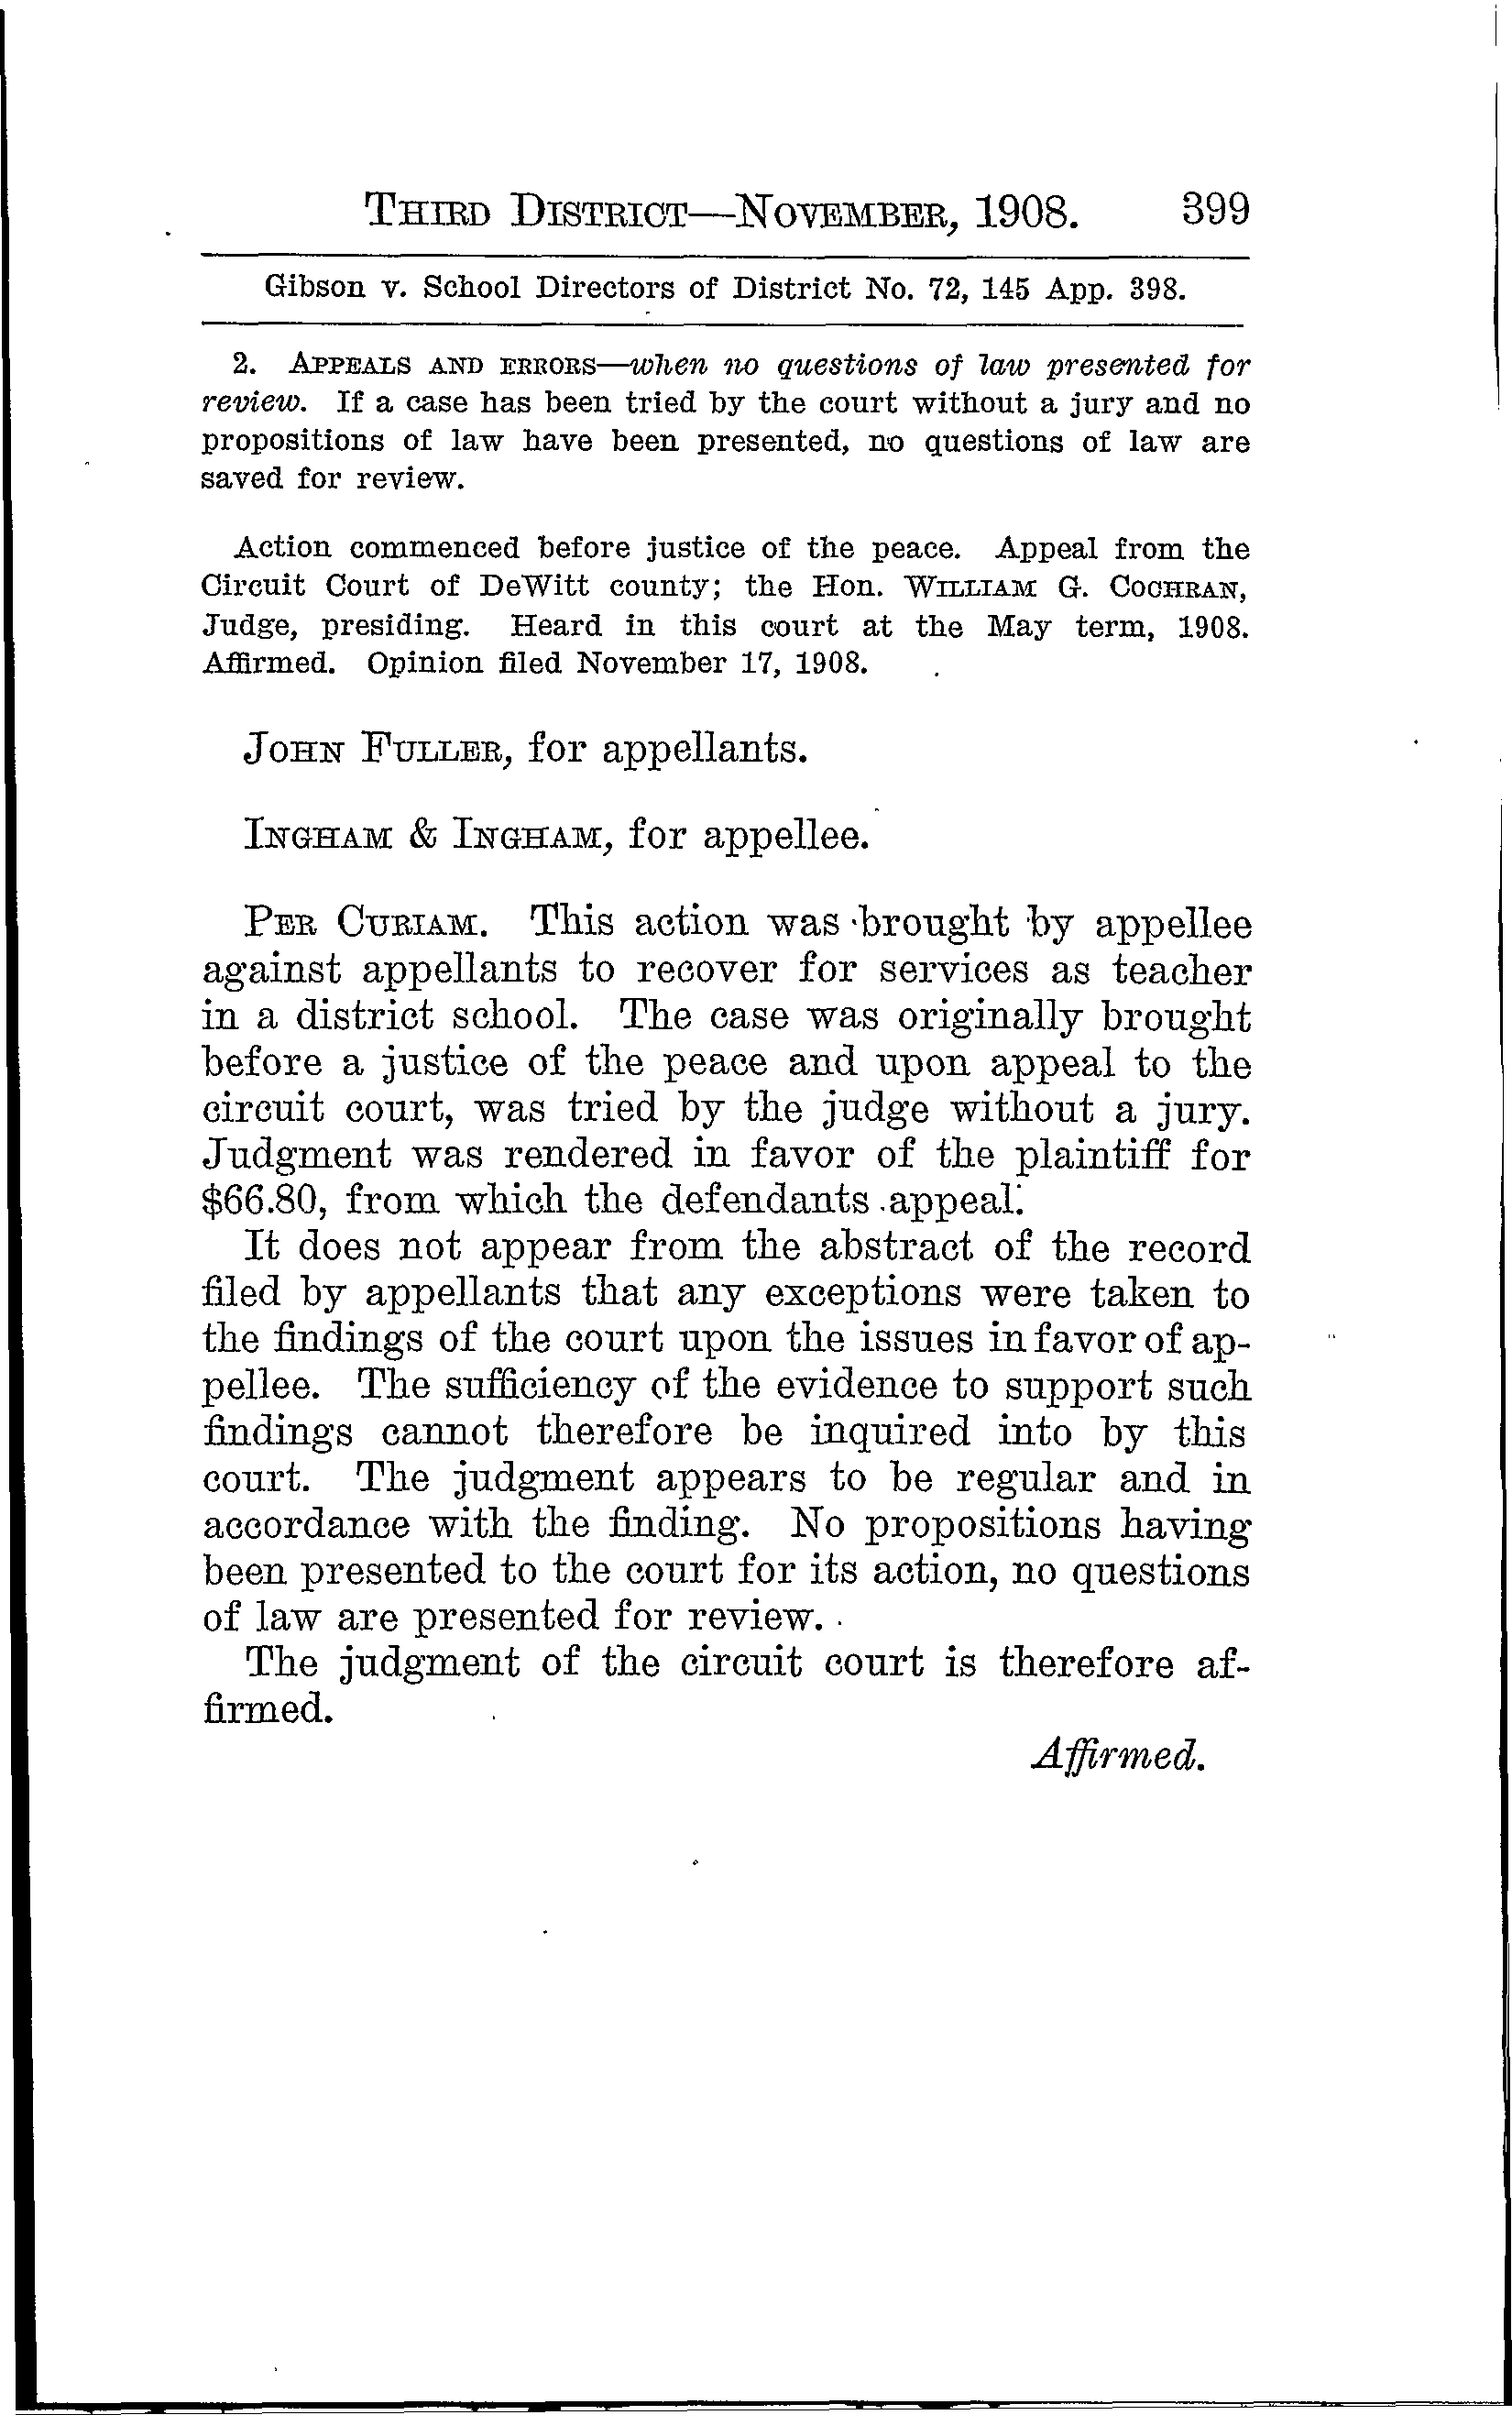 THIRD DISTRICT—NOVEMBER, 1908. 399
Gibson v. School Directors of District No. 72, 145 App. 398.
2. APPEALS AND ERRORS—when no questions of law presented for
review. If a case has been tried by the court without a jury and no
propositions of law have been presented, no questions of law are
saved for review.
Action commenced before justice of the peace. Appeal from the
Circuit Court of DeWitt county; the Hon. WILLIAM G. COCHRAN,
Judge, presiding. Heard in this court at the May term, 1908.
Affirmed. Opinion filed November 17, 1908.
JOHN FULLER, for appellants.
INGHAM & INGHAM, for appellee.
PER CURIAM. This action was brought by appellee
against appellants to recover for services as teacher
in a district school. The case was originally brought
before a justice of the peace and upon appeal to the
circuit court, was tried by the judge without a jury.
Judgment was rendered in favor of the plaintiff for
$66.80, from which the defendants appeal.
It does not appear from the abstract of the record
filed by appellants that any exceptions were taken to
the findings of the court upon the issues in favor of ap-
pellee. The sufficiency of the evidence to support such
findings cannot therefore be inquired into by this
court. The judgment appears to be regular and in
accordance with the finding. No propositions having
been presented to the court for its action, no questions
of law are presented for review.
The judgment of the circuit court is therefore af-
firmed.
Affirmed.